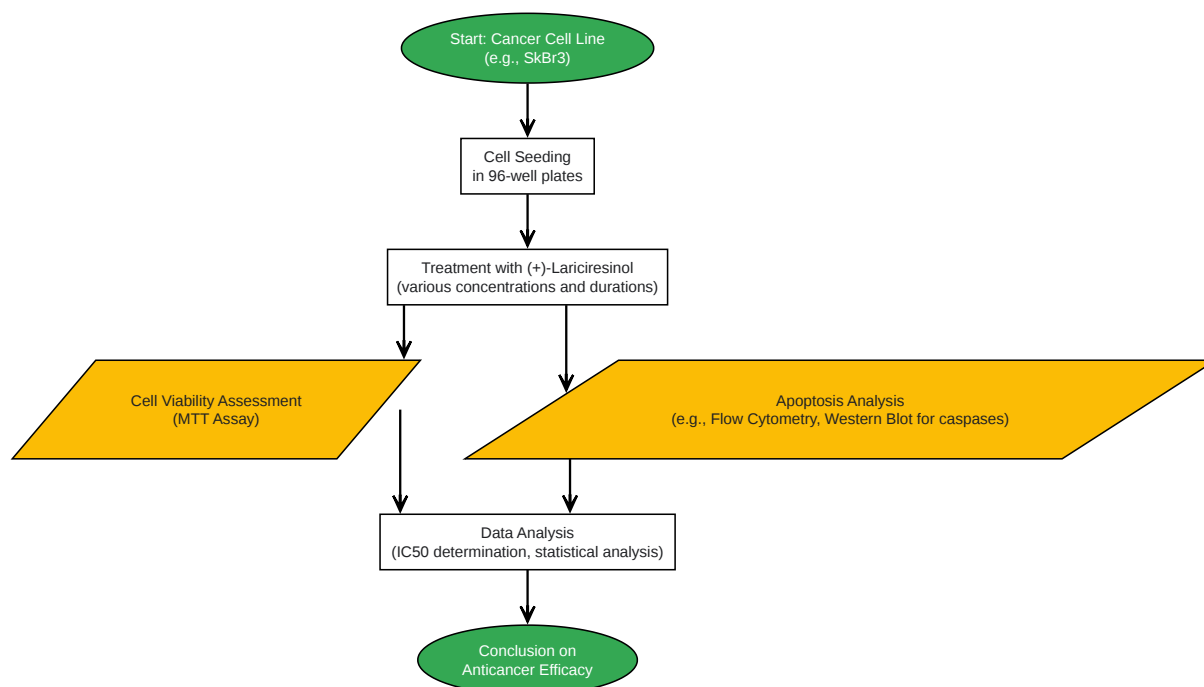 Start: Cancer Cell Line
(e.g., SkBr3)
Cell Seeding
in 96-well plates
Treatment with (+)-Lariciresinol
(various concentrations and durations)
Cell Viability Assessment
(MTT Assay)
Apoptosis Analysis
(e.g., Flow Cytometry, Western Blot for caspases)
Data Analysis
(IC50 determination, statistical analysis)
Conclusion on
Anticancer Efficacy